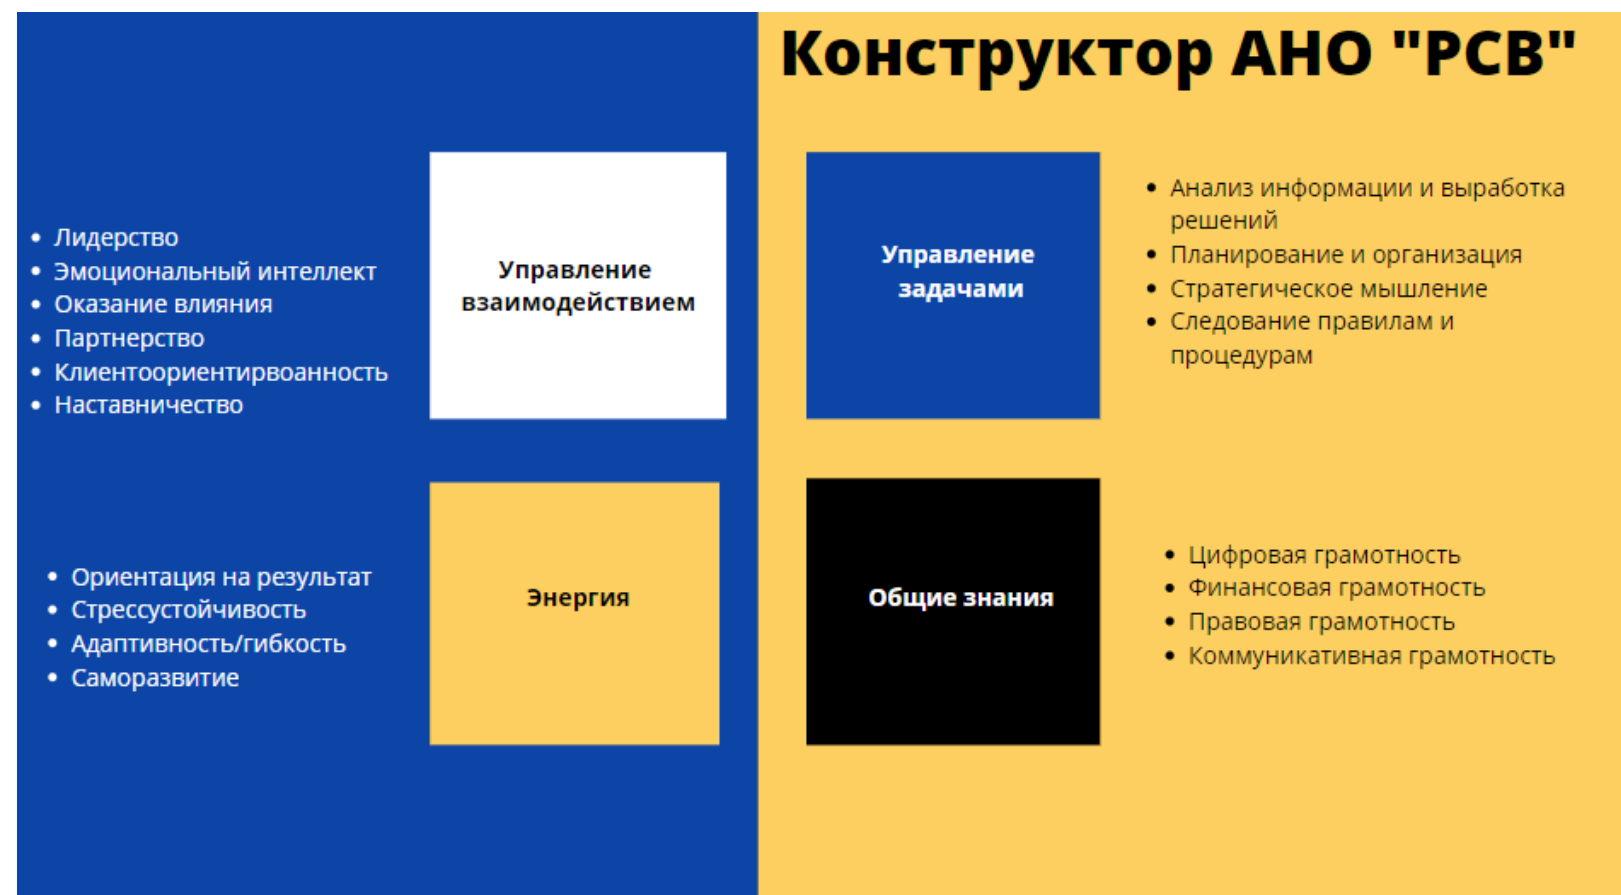 Конструктор АНО "РСВ"
• Лидерство
• Эмоциональный интеллект
• Оказание влияния
• Партнерство
• Клиентоориентирвоанность
• Наставничество
Управление
взаимодействием
Управление
задачами
• Анализ информации и выработка
решений
• Планирование и организация
• Стратегическое мышление
• Следование правилам и
процедурам
• Ориентация на результат
• Стрессустойчивость
• Адаптивность/гибкость
• Саморазвитие
Энергия
Общие знания
• Цифровая грамотность
• Финансовая грамотность
• Правовая грамотность
• Коммуникативная грамотность